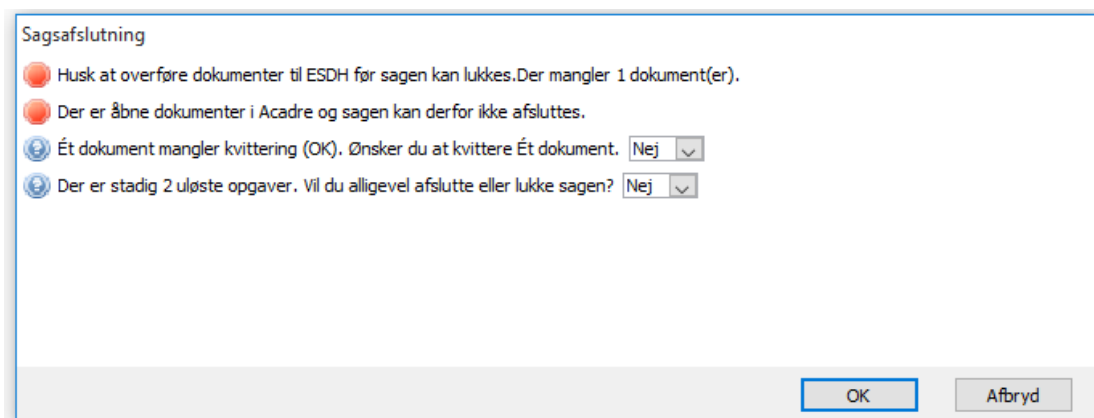 Sagsafslutning
Husk at overføre dokumenter til ESDH før sagen kan lukkes.Der mangler 1 dokument(er).
Der er åbne dokumenter i Acadre og sagen kan derfor ikke afsluttes.
Ét dokument mangler kvittering (OK). Ønsker du at kvittere Ét dokument. Nej
Der er stadig 2 uløste opgaver. Vil du alligevel afslutte eller lukke sagen? Nej
OK Afbryd